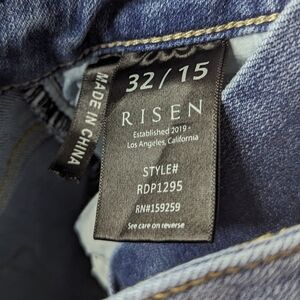 MADE IN CHINA
32/15
RISEN
Established 2019 -
Los Angeles, California
STYLE#
RDP1295
RN#159259
See care on reverse